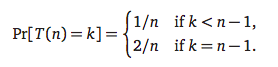 Pr[T(n) = k] = { 1/n if k < n − 1,
2/n if k = n − 1.